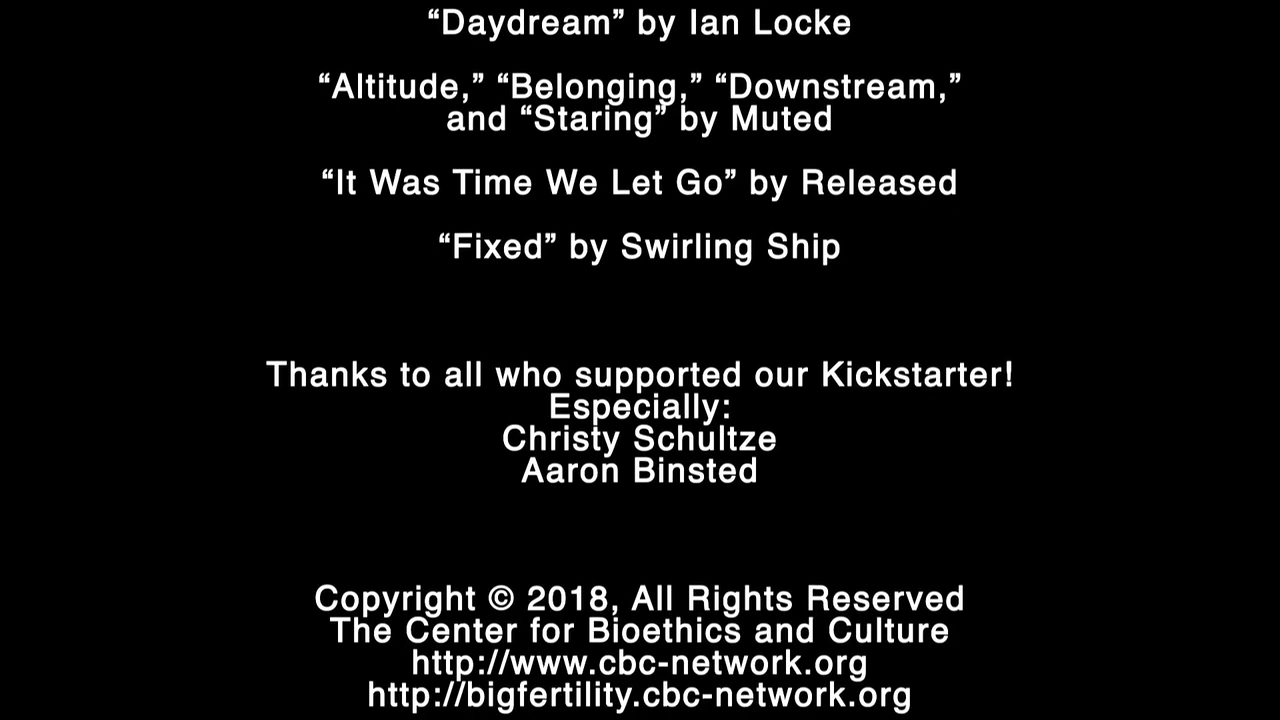 “Daydream” by Ian Locke
“Altitude,” “Belonging,” “Downstream,”
and “Staring” by Muted
“It Was Time We Let Go” by Released
“Fixed” by Swirling Ship
Thanks to all who supported our Kickstarter!
Especially:
Christy Schultze
Aaron Binsted
Copyright © 2018, All Rights Reserved
The Center for Bioethics and Culture
http://www.cbc-network.org
http://bigfertility.cbc-network.org